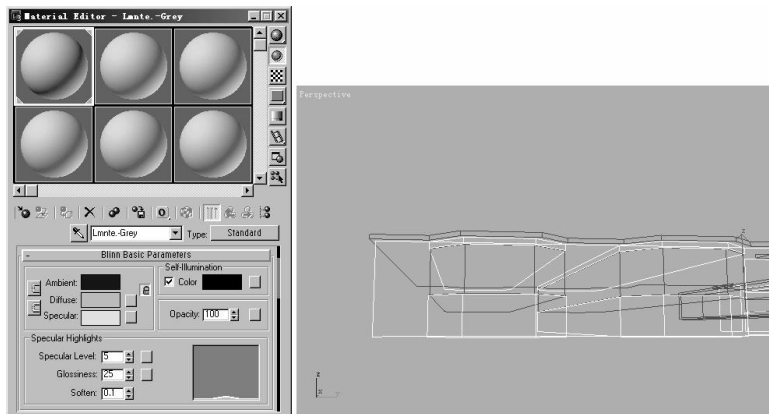 Material Editor - Lmnte.-Grey
Lmnte.-Grey
Type:
Standard
Blinn Basic Parameters
Ambient:
Diffuse:
Specular:
Self-Illumination
Color
Opacity: 100
Specular Highlights
Specular Level: 5
Glossiness: 25
Soften: 0.1
Perspective
z
z
x
y